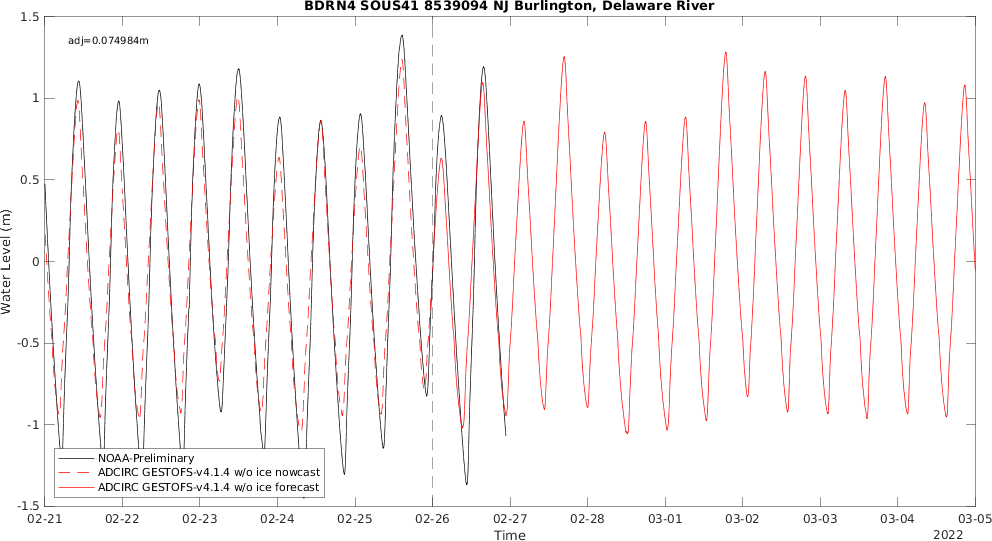 BDRN4 SOUS41 8539094 NJ Burlington, Delaware River
adj=0.074984m
1.5
1
0.5
0
-0.5
-1
-1.5
Water Level (m)
NOAA-Preliminary
ADCIRC GESTOFS-v4.1.4 w/o ice nowcast
ADCIRC GESTOFS-v4.1.4 w/o ice forecast
02-21 02-22 02-23 02-24 02-25 02-26 02-27 02-28 03-01 03-02 03-03 03-04 03-05
Time
2022